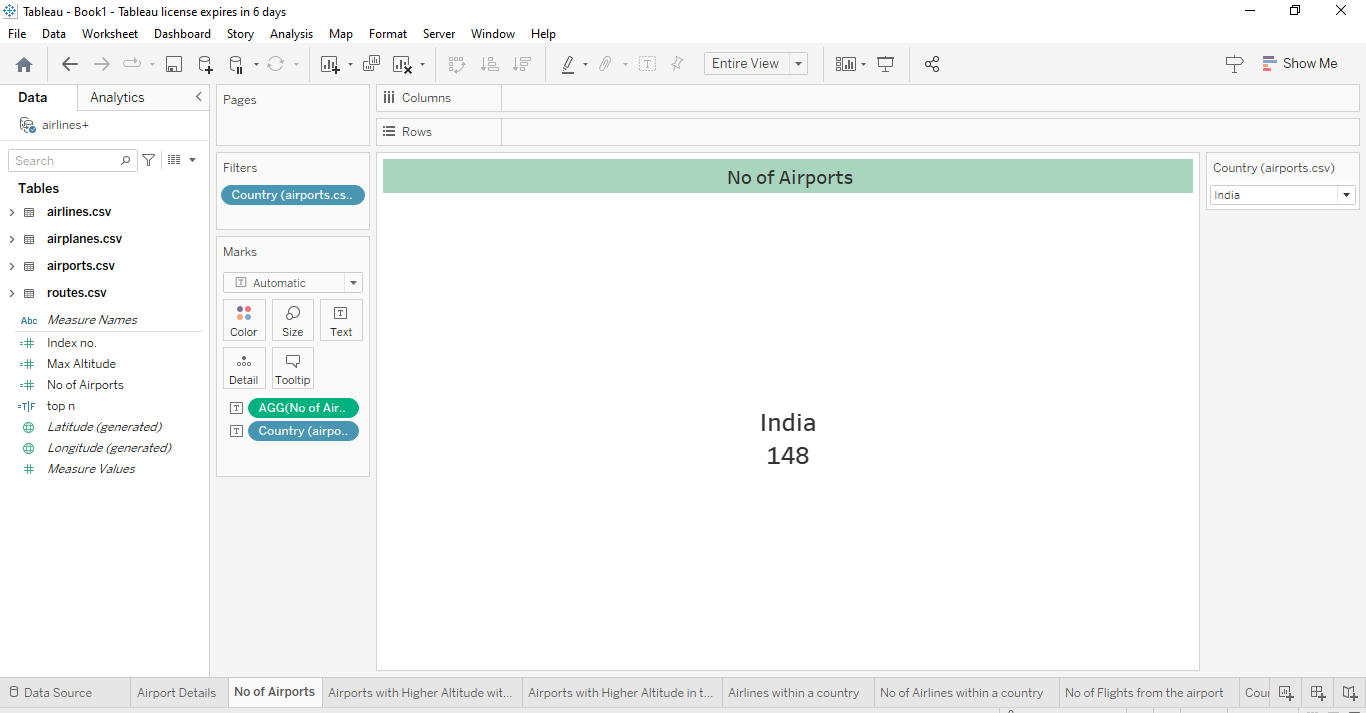 Tableau - Book1 - Tableau license expires in 6 days
File Data Worksheet Dashboard Story Analysis Map Format Server Window Help
Entire View
Show Me
Data Analytics
airlines+
Search
Tables
airlines.csv
airplanes.csv
airports.csv
routes.csv
Abc Measure Names
=# Index no.
=# Max Altitude
=# No of Airports
=T|F top n
Latitude (generated)
Longitude (generated)
# Measure Values
Pages
Filters
Country (airports.cs..
Marks
T Automatic
Color Size T Text
Detail Tooltip
T AGG(No of Air..
T Country (airpo..
Columns
Rows
No of Airports
India
148
Country (airports.csv)
India
Data Source Airport Details No of Airports Airports with Higher Altitude wit... Airports with Higher Altitude in t... Airlines within a country No of Airlines within a country No of Flights from the airport Cou